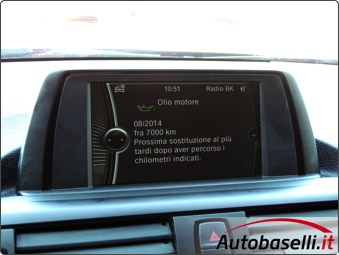 10:51
Radio BK
Olio motore
08/2014
fra 7000 km
Prossima sostituzione al più
tardi dopo aver percorso i
chilometri indicati.
Autobaselli.it